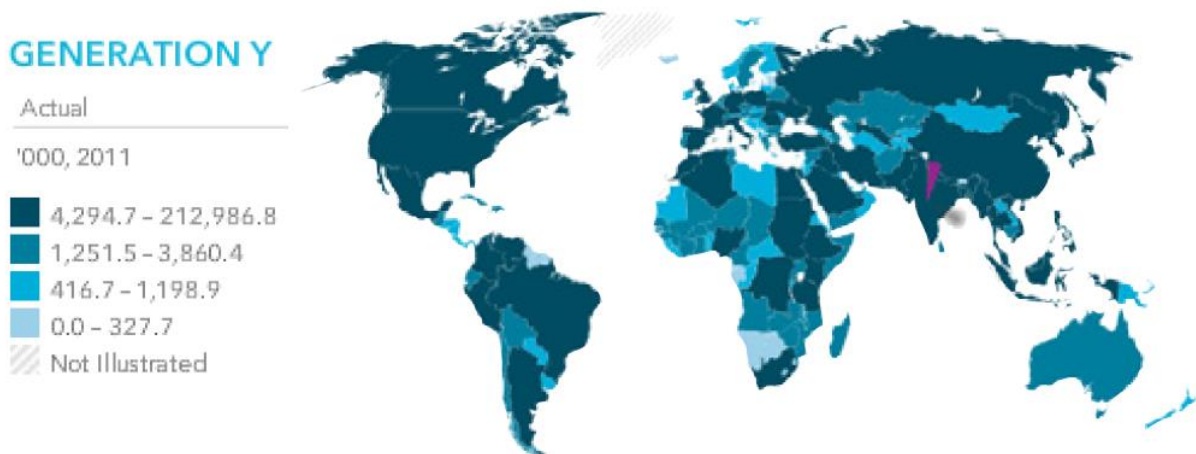 GENERATION Y
Actual
'000, 2011
4,294.7 – 212,986.8
1,251.5 – 3,860.4
416.7 – 1,198.9
0.0 – 327.7
Not Illustrated